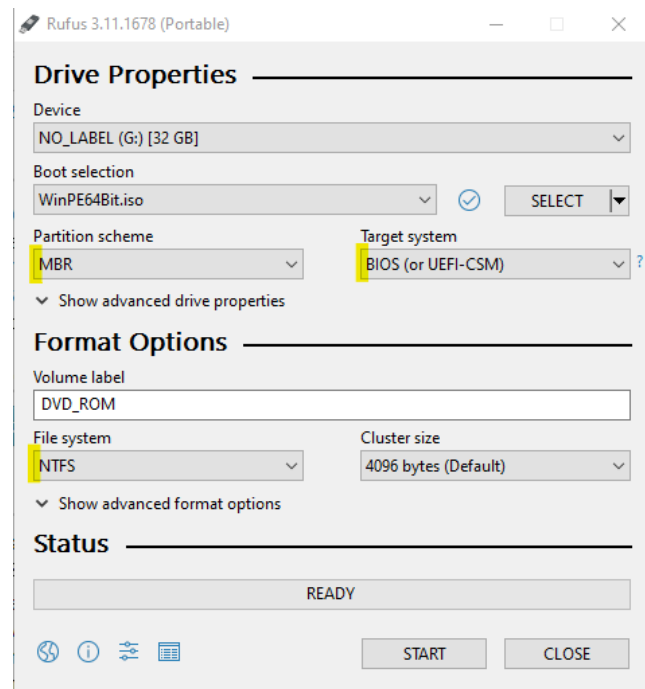 Rufus 3.11.1678 (Portable)
Drive Properties
Device
NO_LABEL (G:) [32 GB]
Boot selection
WinPE64Bit.iso SELECT
Partition scheme Target system
MBR BIOS (or UEFI-CSM) ?
Show advanced drive properties
Format Options
Volume label
DVD_ROM
File system Cluster size
NTFS 4096 bytes (Default)
Show advanced format options
Status
READY
START CLOSE